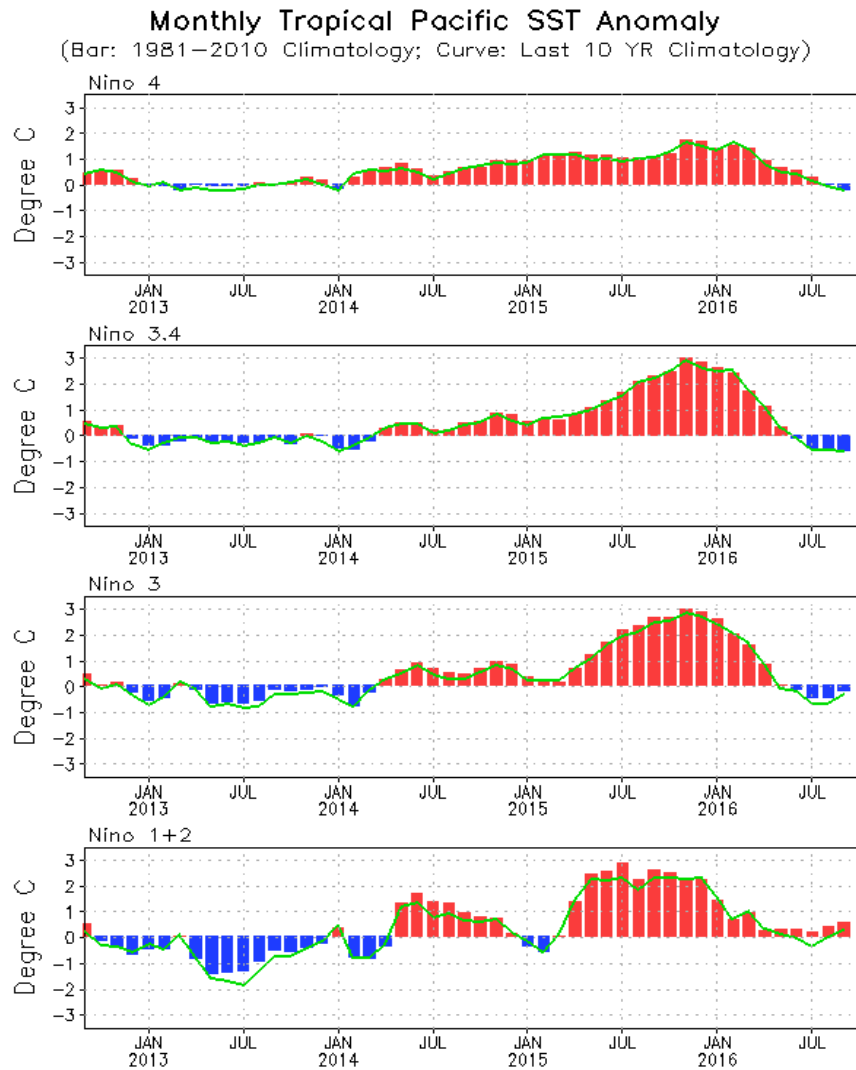 Monthly Tropical Pacific SST Anomaly
(Bar: 1981-2010 Climatology; Curve: Last 10 YR Climatology)
Nino 4
Degree C
3
2
1
0
-1
-2
-3
JAN JUL JAN JUL JAN JUL JAN JUL
2013 2014 2015 2016
Nino 3.4
Degree C
3
2
1
0
-1
-2
-3
JAN JUL JAN JUL JAN JUL JAN JUL
2013 2014 2015 2016
Nino 3
Degree C
3
2
1
0
-1
-2
-3
JAN JUL JAN JUL JAN JUL JAN JUL
2013 2014 2015 2016
Nino 1+2
Degree C
3
2
1
0
-1
-2
-3
JAN JUL JAN JUL JAN JUL JAN JUL
2013 2014 2015 2016